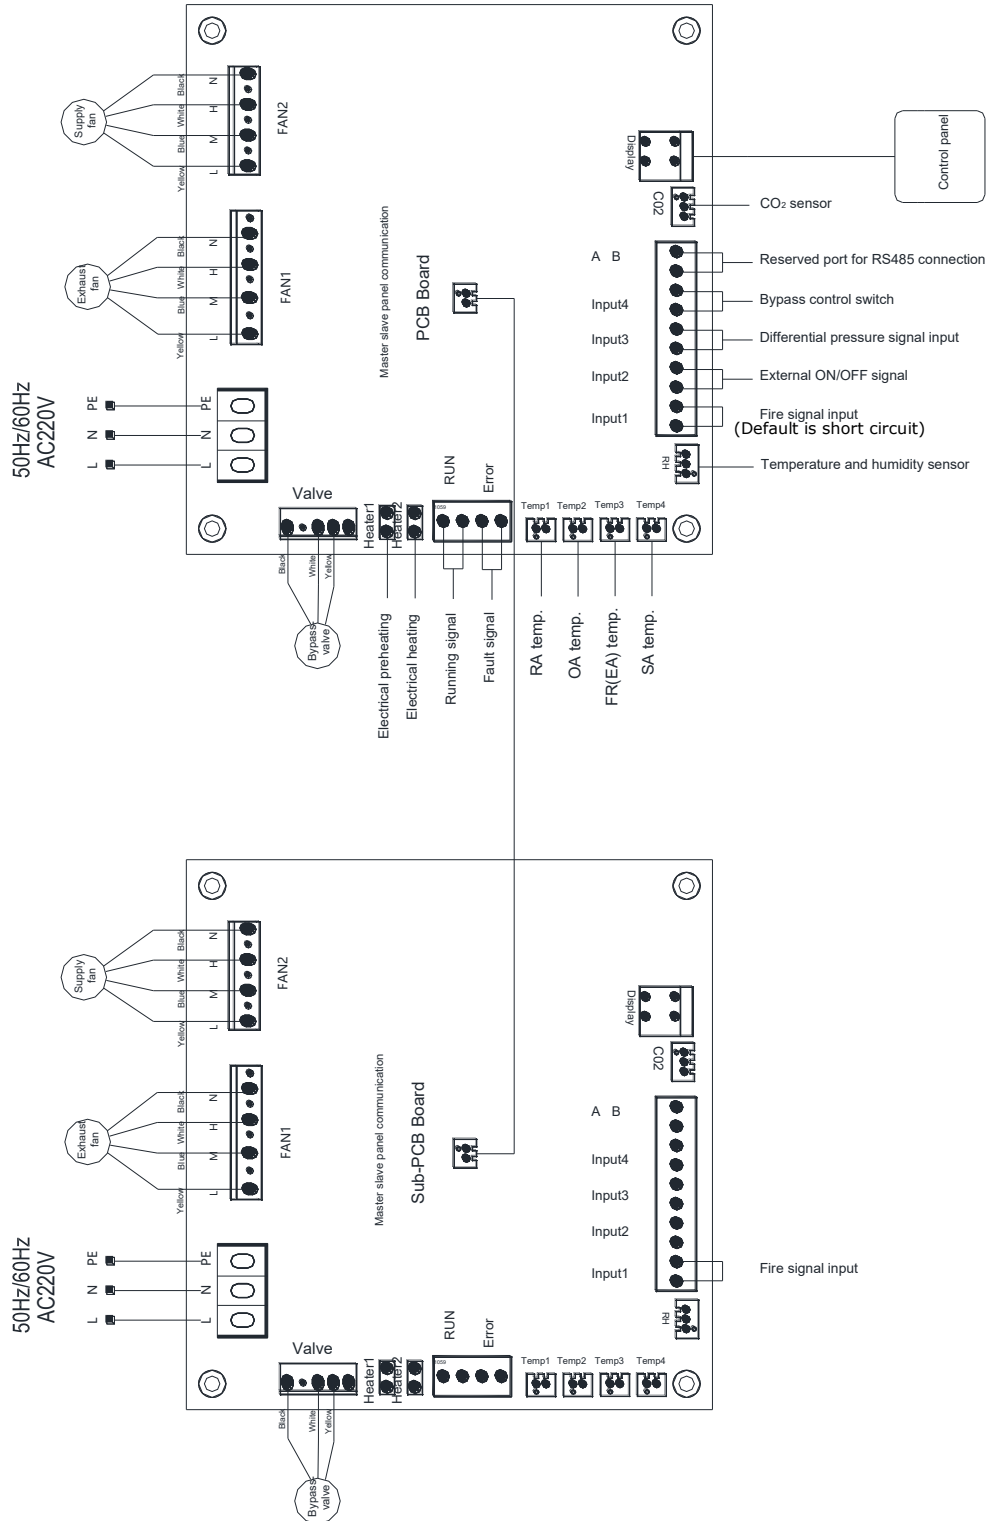 Supply
fan
Black
White
Blue
Yellow
N
H
M
L
FAN2
Exhaust
fan
Black
White
Blue
Yellow
N
H
M
L
FAN1
50Hz/60Hz
AC220V
PE
N
L
PE
N
L
Master slave panel communication
PCB Board
Display
Control panel
C02
CO₂ sensor
A B
Reserved port for RS485 connection
Input4
Bypass control switch
Input3
Differential pressure signal input
Input2
External ON/OFF signal
Input1
Fire signal input
(Default is short circuit)
RH
Temperature and humidity sensor
Valve
Heater1
Heater2
RUN
Error
1059
Temp1
Temp2
Temp3
Temp4
Black
White
Yellow
Bypass
valve
Electrical preheating
Electrical heating
Running signal
Fault signal
RA temp.
OA temp.
FR(EA) temp.
SA temp.
Supply
fan
Black
White
Blue
Yellow
N
H
M
L
FAN2
Exhaust
fan
Black
White
Blue
Yellow
N
H
M
L
FAN1
50Hz/60Hz
AC220V
PE
N
L
PE
N
L
Master slave panel communication
Sub-PCB Board
Display
C02
A B
Input4
Input3
Input2
Input1
Fire signal input
RH
Valve
Heater1
Heater2
RUN
Error
1059
Temp1
Temp2
Temp3
Temp4
Black
White
Yellow
Bypass
valve